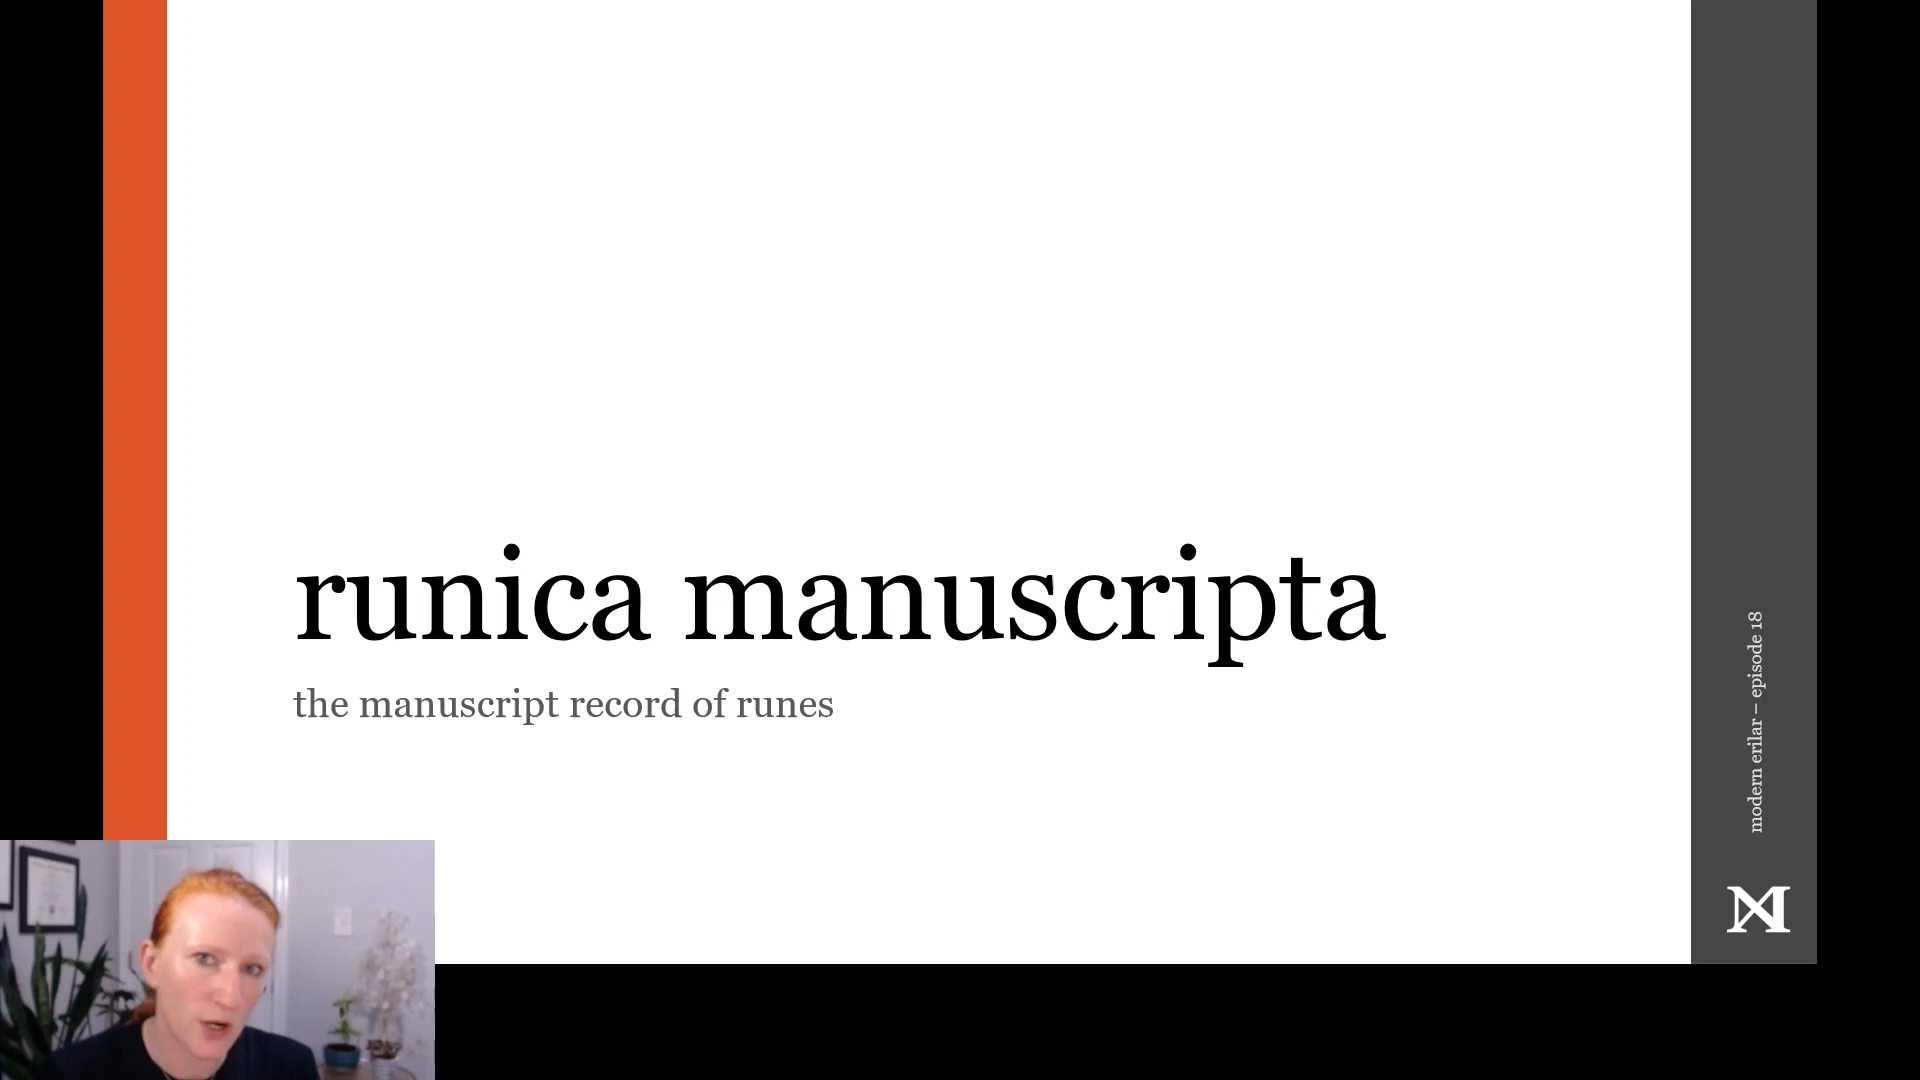 runica manuscripta
the manuscript record of runes
modern erilar – episode 18